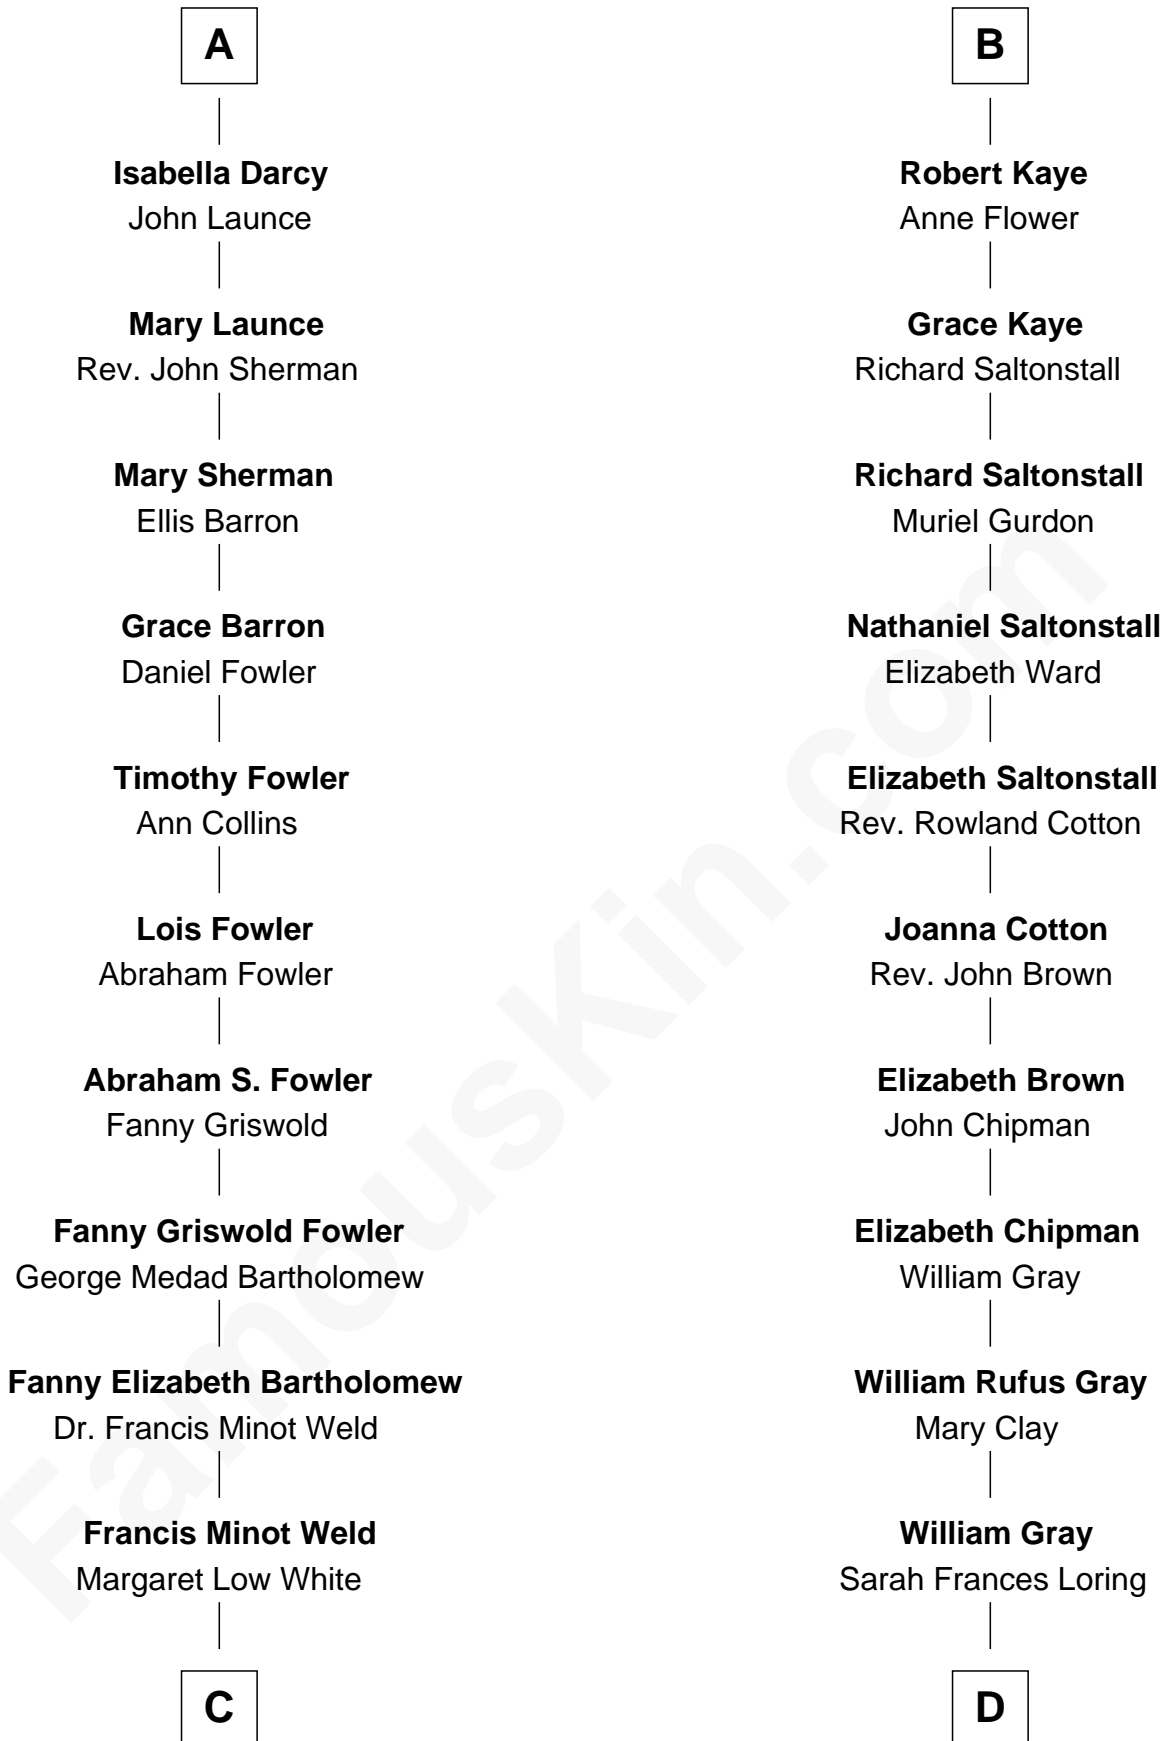 A
Isabella Darcy
John Launce
Mary Launce
Rev. John Sherman
Mary Sherman
Ellis Barron
Grace Barron
Daniel Fowler
Timothy Fowler
Ann Collins
Lois Fowler
Abraham Fowler
Abraham S. Fowler
Fanny Griswold
Fanny Griswold Fowler
George Medad Bartholomew
Fanny Elizabeth Bartholomew
Dr. Francis Minot Weld
Francis Minot Weld
Margaret Low White
C
B
Robert Kaye
Anne Flower
Grace Kaye
Richard Saltonstall
Richard Saltonstall
Muriel Gurdon
Nathaniel Saltonstall
Elizabeth Ward
Elizabeth Saltonstall
Rev. Rowland Cotton
Joanna Cotton
Rev. John Brown
Elizabeth Brown
John Chipman
Elizabeth Chipman
William Gray
William Rufus Gray
Mary Clay
William Gray
Sarah Frances Loring
D
FamousKin.com